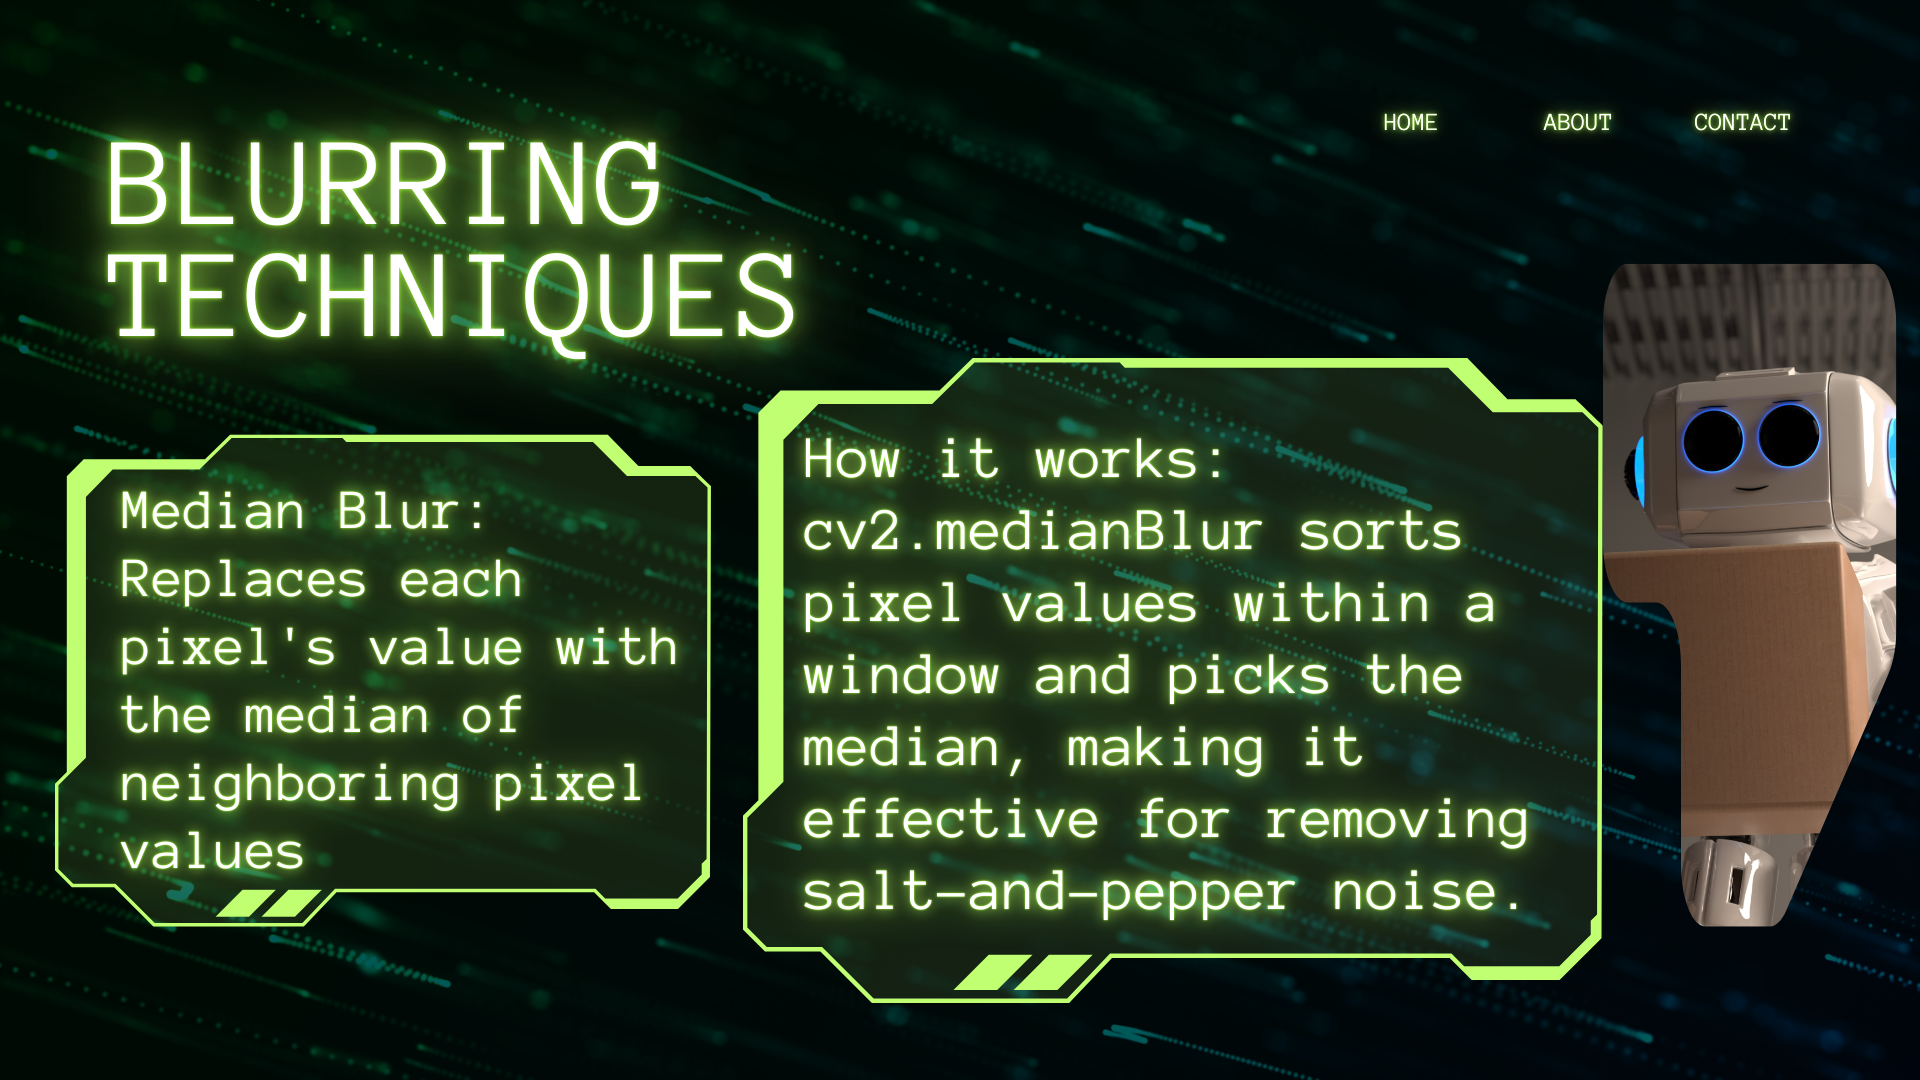 HOME ABOUT CONTACT
BLURRING
TECHNIQUES
Median Blur:
Replaces each
pixel's value with
the median of
neighboring pixel
values
How it works:
cv2.medianBlur sorts
pixel values within a
window and picks the
median, making it
effective for removing
salt-and-pepper noise.